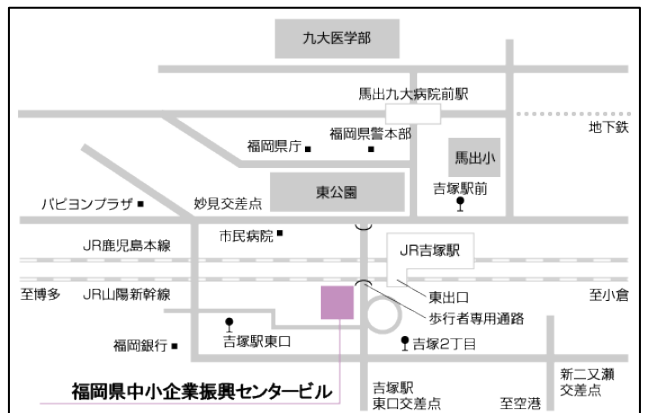 九大医学部
馬出九大病院前駅
地下鉄
福岡県庁
福岡県警本部
馬出小
東公園
吉塚駅前
パピヨンプラザ
妙見交差点
市民病院
JR鹿児島本線
JR吉塚駅
至博多
JR山陽新幹線
東出口
至小倉
歩行者専用通路
吉塚駅東口
福岡銀行
吉塚2丁目
福岡県中小企業振興センタービル
吉塚駅
東口交差点
至空港
新二又瀬
交差点